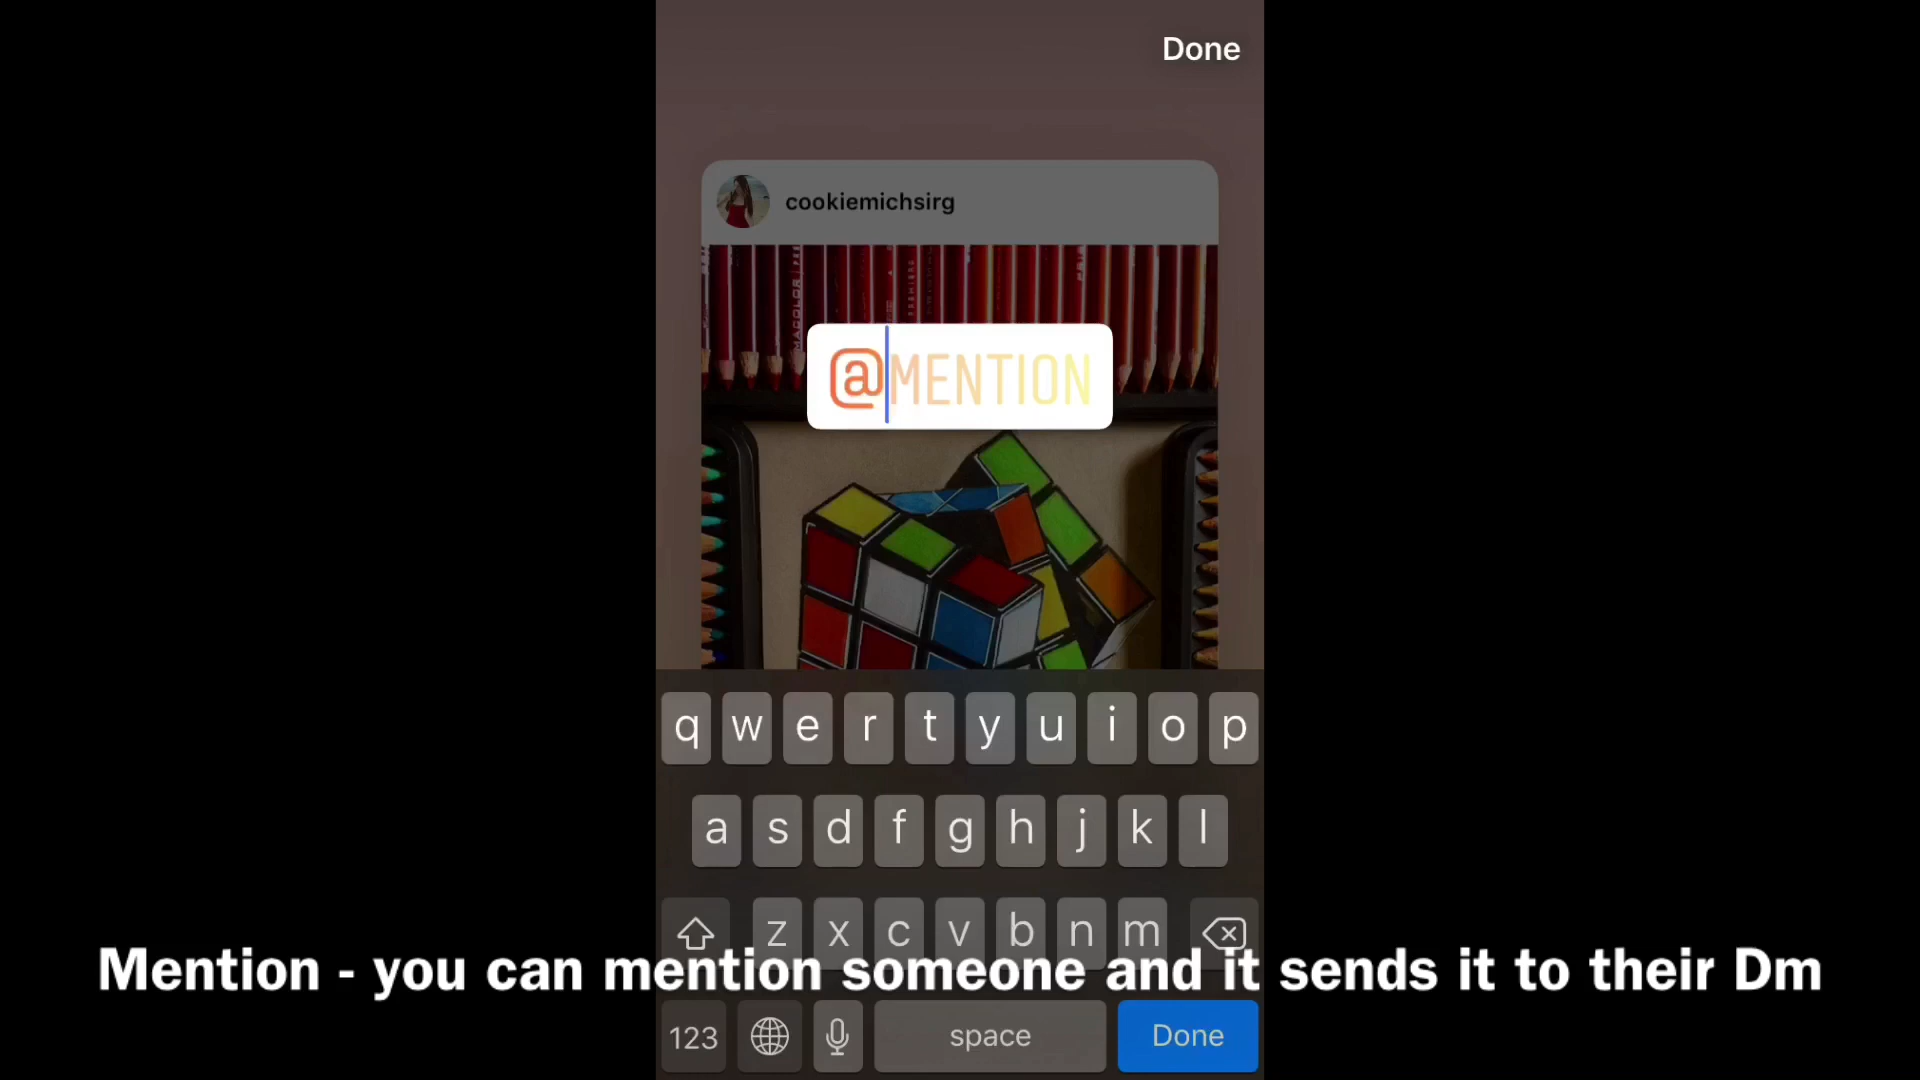 Done
cookiemichsirg
@MENTION
q w e r t y u i o p
a s d f g h j k l
z x c v b n m
Mention - you can mention someone and it sends it to their Dm
123 space Done